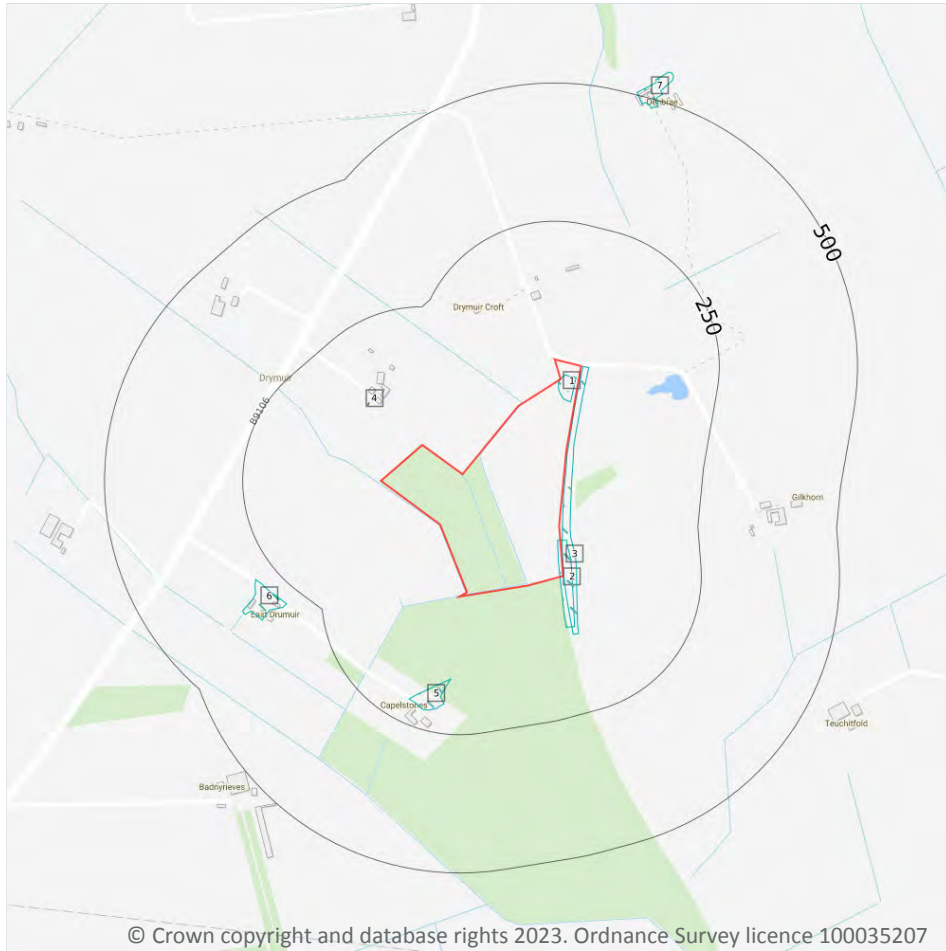 7
Denbrae
500
250
Drymuir Croft
1
Drymuir
4
B9106
Gilkhorn
3
2
6
East Drumuir
5
Capelstones
Teuchitfold
Badnyrieves
© Crown copyright and database rights 2023. Ordnance Survey licence 100035207